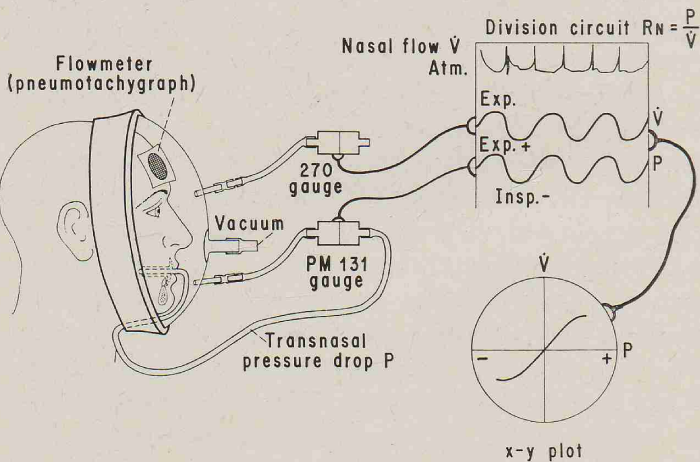 Flowmeter
(pneumotachygraph)
270
gauge
Vacuum
PM 131
gauge
Transnasal
pressure drop P
Division circuit RN = P
V̇
Nasal flow V̇
Atm.
Exp.
V̇
Exp. +
P
Insp. -
V̇
-
+ P
x-y plot